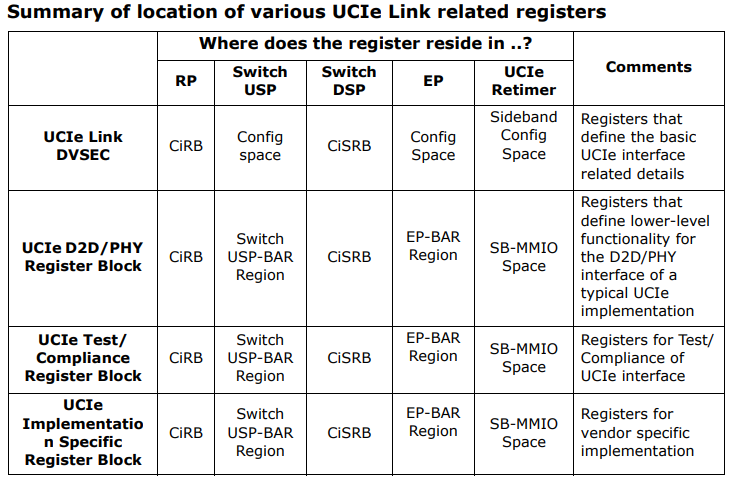 Summary of location of various UCIe Link related registers
Where does the register reside in ..?
Comments
RP
Switch
USP
Switch
DSP
EP
UCIe
Retimer
UCIe Link
DVSEC
CiRB
Config
space
CiSRB
Config
Space
Sideband
Config
Space
Registers that
define the basic
UCIe interface
related details
UCIe D2D/PHY
Register Block
CiRB
Switch
USP-BAR
Region
CiSRB
EP-BAR
Region
SB-MMIO
Space
Registers that
define lower-level
functionality for
the D2D/PHY
interface of a
typical UCIe
implementation
UCIe Test/
Compliance
Register Block
CiRB
Switch
USP-BAR
Region
CiSRB
EP-BAR
Region
SB-MMIO
Space
Registers for Test/
Compliance of
UCIe interface
UCIe
Implementatio
n Specific
Register Block
CiRB
Switch
USP-BAR
Region
CiSRB
EP-BAR
Region
SB-MMIO
Space
Registers for
vendor specific
implementation